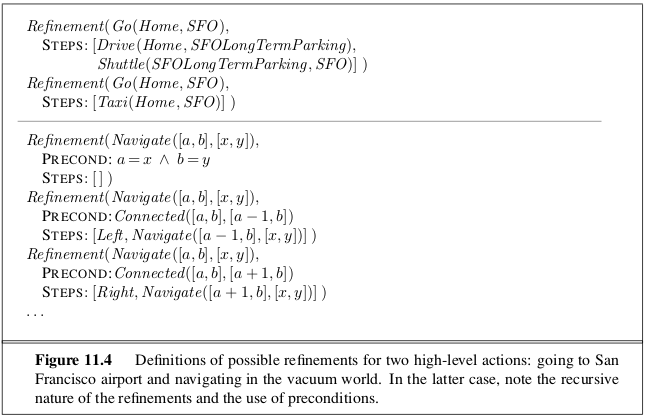 Refinement(Go(Home, SFO),
STEPS: [Drive(Home, SFOLongTermParking),
Shuttle(SFOLongTermParking, SFO)] )
Refinement(Go(Home, SFO),
STEPS: [Taxi(Home, SFO)] )
Refinement(Navigate([a, b], [x, y]),
PRECOND: a = x ∧ b = y
STEPS: [ ] )
Refinement(Navigate([a, b], [x, y]),
PRECOND: Connected([a, b], [a − 1, b])
STEPS: [Left, Navigate([a − 1, b], [x, y])] )
Refinement(Navigate([a, b], [x, y]),
PRECOND: Connected([a, b], [a + 1, b])
STEPS: [Right, Navigate([a + 1, b], [x, y])] )
. . .
Figure 11.4 Definitions of possible refinements for two high-level actions: going to San
Francisco airport and navigating in the vacuum world. In the latter case, note the recursive
nature of the refinements and the use of preconditions.